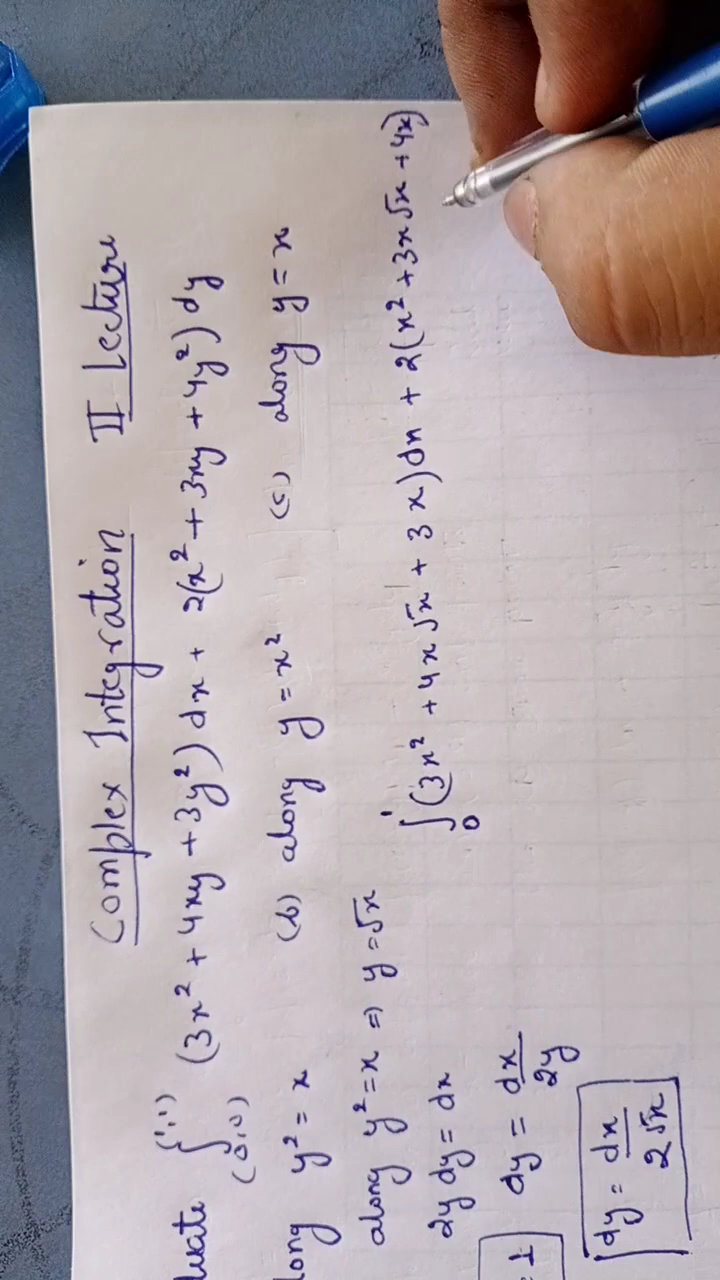 Complex Integration II Lecture
∫ (0,0) (1,1) (3x² + 4xy + 3y²) dx + 2(x² + 3xy + 4y²) dy
y² = x (b) along y = x² (c) along y = x
along y² = x ⇒ y = √x ∫₀¹ (3x² + 4x√x + 3x) dx + 2(x² + 3x√x + 4x)
2y dy = dx
dy = dx/2y
dy = dx/2√x